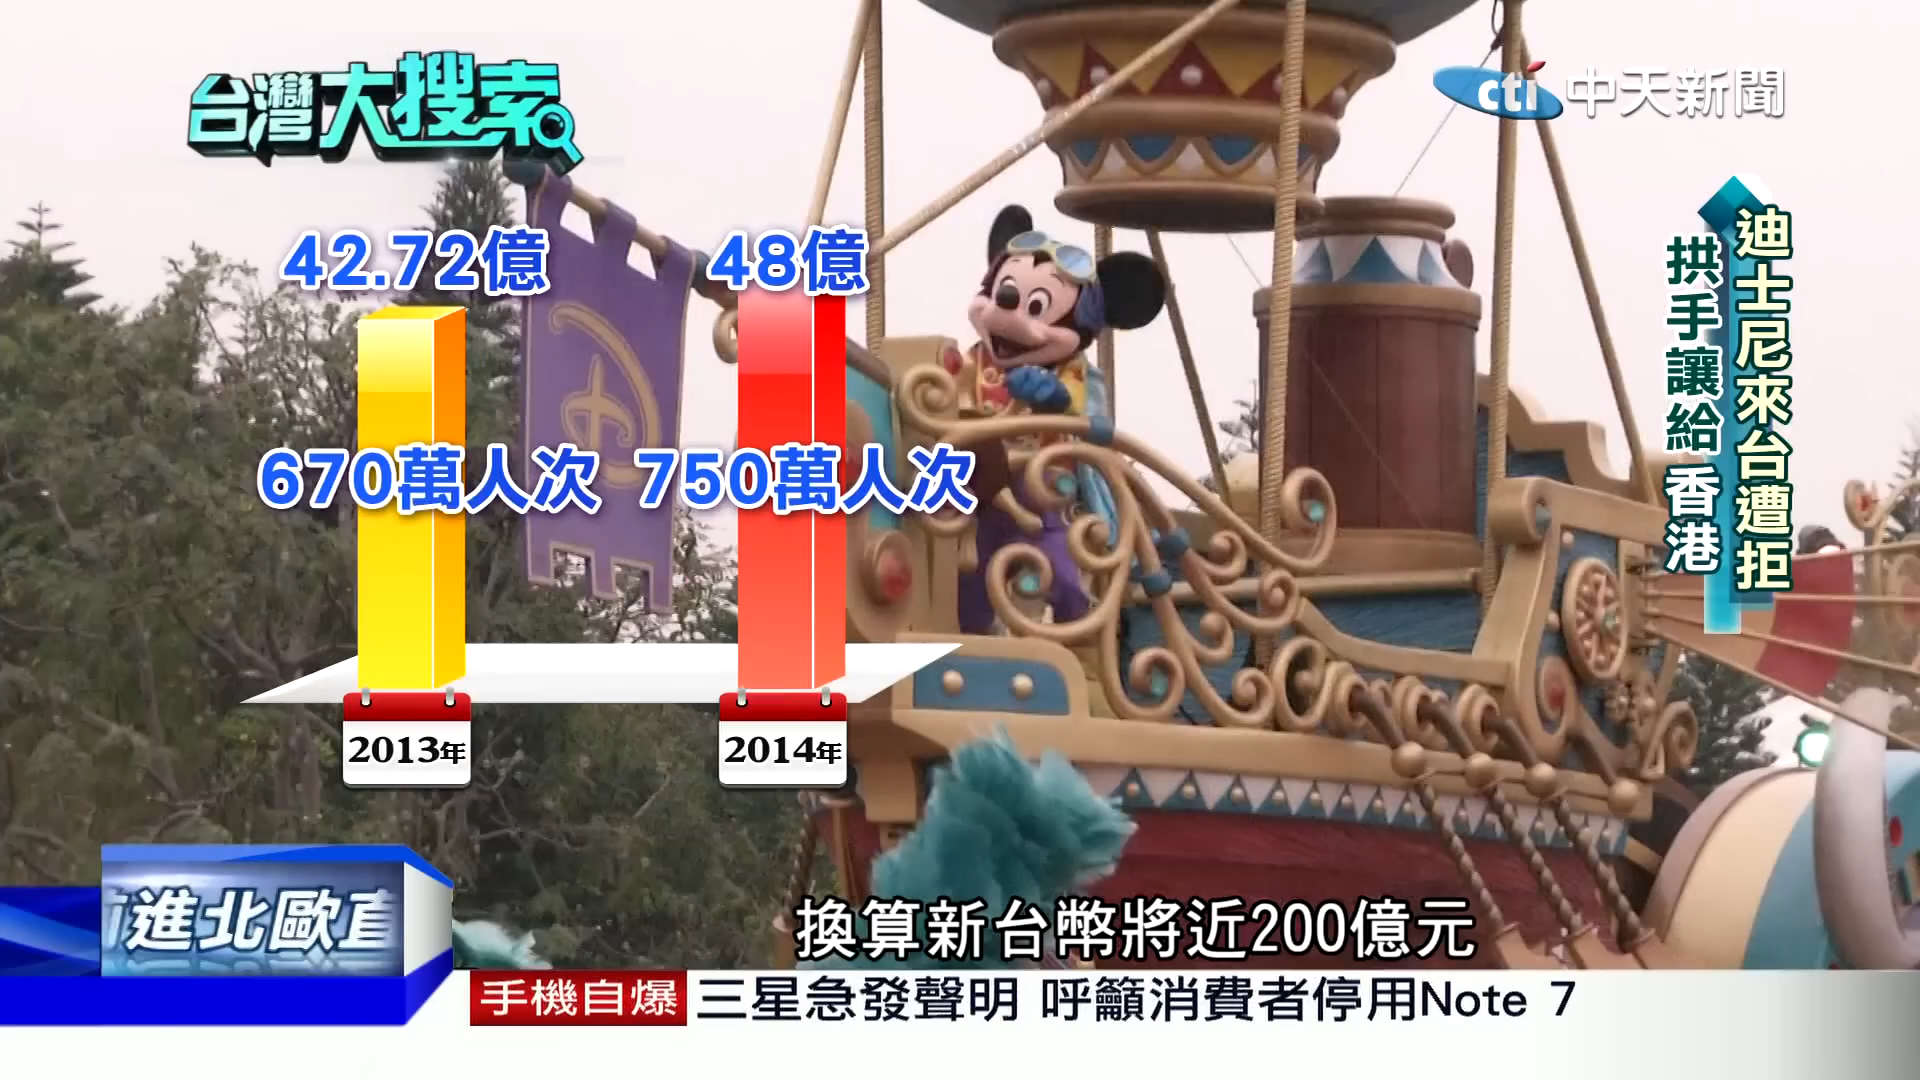 台灣大搜索
cti 中天新聞
迪士尼來台遭拒
拱手讓給 香港
42.72億
48億
670萬人次
750萬人次
2013年
2014年
進北歐直
換算新台幣將近200億元
手機自爆
三星急發聲明 呼籲消費者停用Note 7